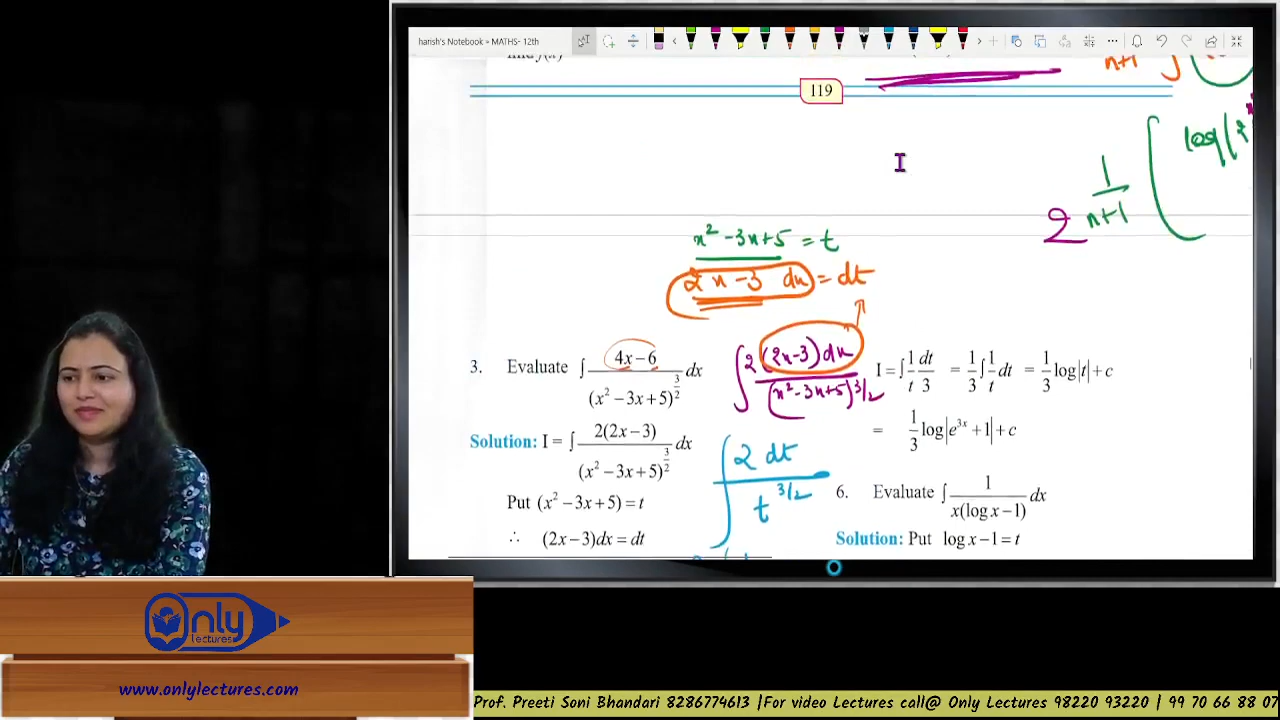 harish's Notebook » MATHS- 12th
119
n+1 ∫
1/(n+1) [ log
2
x² -3x+5 = t
2x-3 dx = dt
3. Evaluate ∫ (4x−6)/(x² −3x+5)^(3/2) dx
∫ 2(2x-3)dx/(x²-3x+5)^3/2
I = ∫ 1/t dt/3 = 1/3 ∫ 1/t dt = 1/3 log|t|+c
= 1/3 log|e^(3x) +1|+c
Solution: I = ∫ 2(2x−3)/(x² −3x+5)^(3/2) dx
∫ 2 dt/t^3/2
Put (x² −3x+5) = t
∴ (2x−3)dx = dt
6. Evaluate ∫ 1/(x(log x −1)) dx
Solution: Put log x −1 = t
Only
lectures
www.onlylectures.com
Prof. Preeti Soni Bhandari 8286774613 |For video Lectures call@ Only Lectures 98220 93220 | 99 70 66 88 07